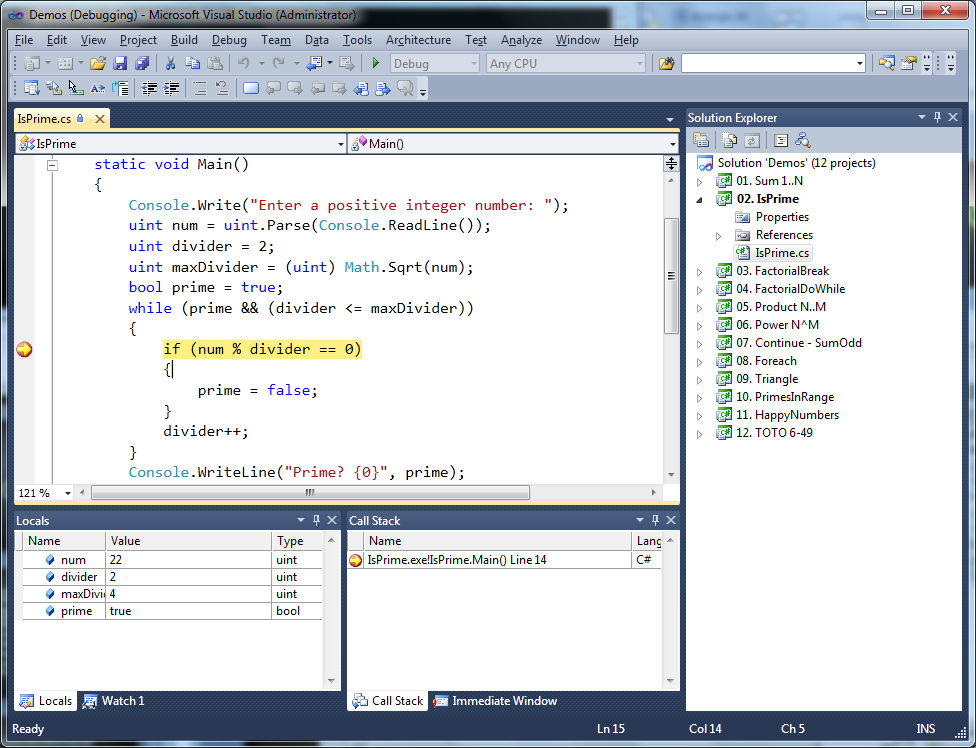 Demos (Debugging) - Microsoft Visual Studio (Administrator)
File Edit View Project Build Debug Team Data Tools Architecture Test Analyze Window Help
Debug Any CPU
IsPrime.cs
IsPrime Main()
static void Main()
{
Console.Write("Enter a positive integer number: ");
uint num = uint.Parse(Console.ReadLine());
uint divider = 2;
uint maxDivider = (uint) Math.Sqrt(num);
bool prime = true;
while (prime && (divider <= maxDivider))
{
if (num % divider == 0)
{
prime = false;
}
divider++;
}
Console.WriteLine("Prime? {0}", prime);
121 %
Solution Explorer
Solution 'Demos' (12 projects)
01. Sum 1..N
02. IsPrime
Properties
References
IsPrime.cs
03. FactorialBreak
04. FactorialDoWhile
05. Product N..M
06. Power N^M
07. Continue - SumOdd
08. Foreach
09. Triangle
10. PrimesInRange
11. HappyNumbers
12. TOTO 6-49
Locals
Name Value Type
num 22 uint
divider 2 uint
maxDivi 4 uint
prime true bool
Locals Watch 1
Call Stack
Name Lang
IsPrime.exe!IsPrime.Main() Line 14 C#
Call Stack Immediate Window
Ready Ln 15 Col 14 Ch 5 INS